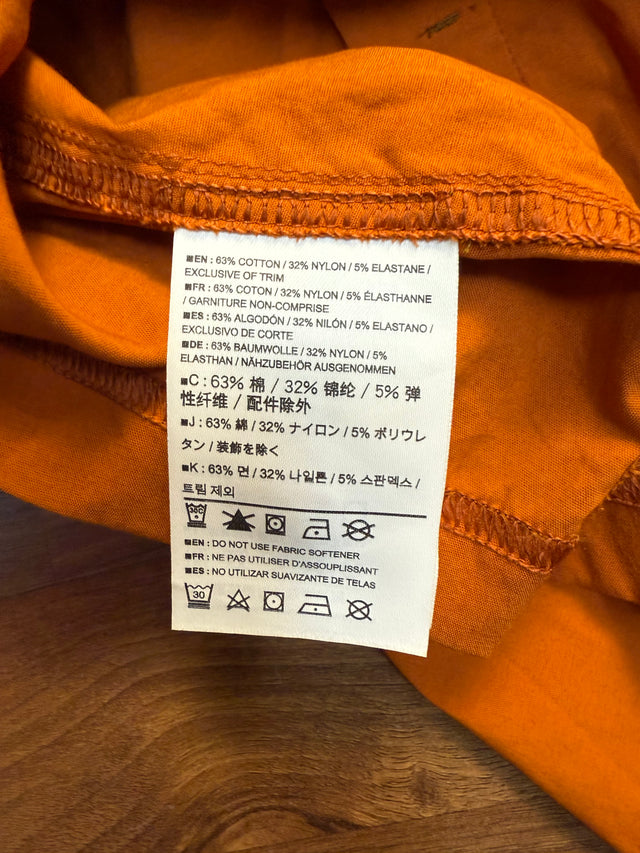 ■EN : 63% COTTON / 32% NYLON / 5% ELASTANE /
EXCLUSIVE OF TRIM
■FR : 63% COTON / 32% NYLON / 5% ÉLASTHANNE
/ GARNITURE NON-COMPRISE
■ES : 63% ALGODÓN / 32% NILÓN / 5% ELASTANO /
EXCLUSIVO DE CORTE
■DE : 63% BAUMWOLLE / 32% NYLON / 5%
ELASTHAN / NÄHZUBEHÖR AUSGENOMMEN
■C : 63% 棉 / 32% 锦纶 / 5% 弹
性纤维 / 配件除外
■J : 63% 綿 / 32% ナイロン / 5% ポリウレ
タン / 装飾を除く
■K : 63% 면 / 32% 나일론 / 5% 스판덱스 /
트림 제외
30C
■EN : DO NOT USE FABRIC SOFTENER
■FR : NE PAS UTILISER D'ASSOUPLISSANT
■ES : NO UTILIZAR SUAVIZANTE DE TELAS
30